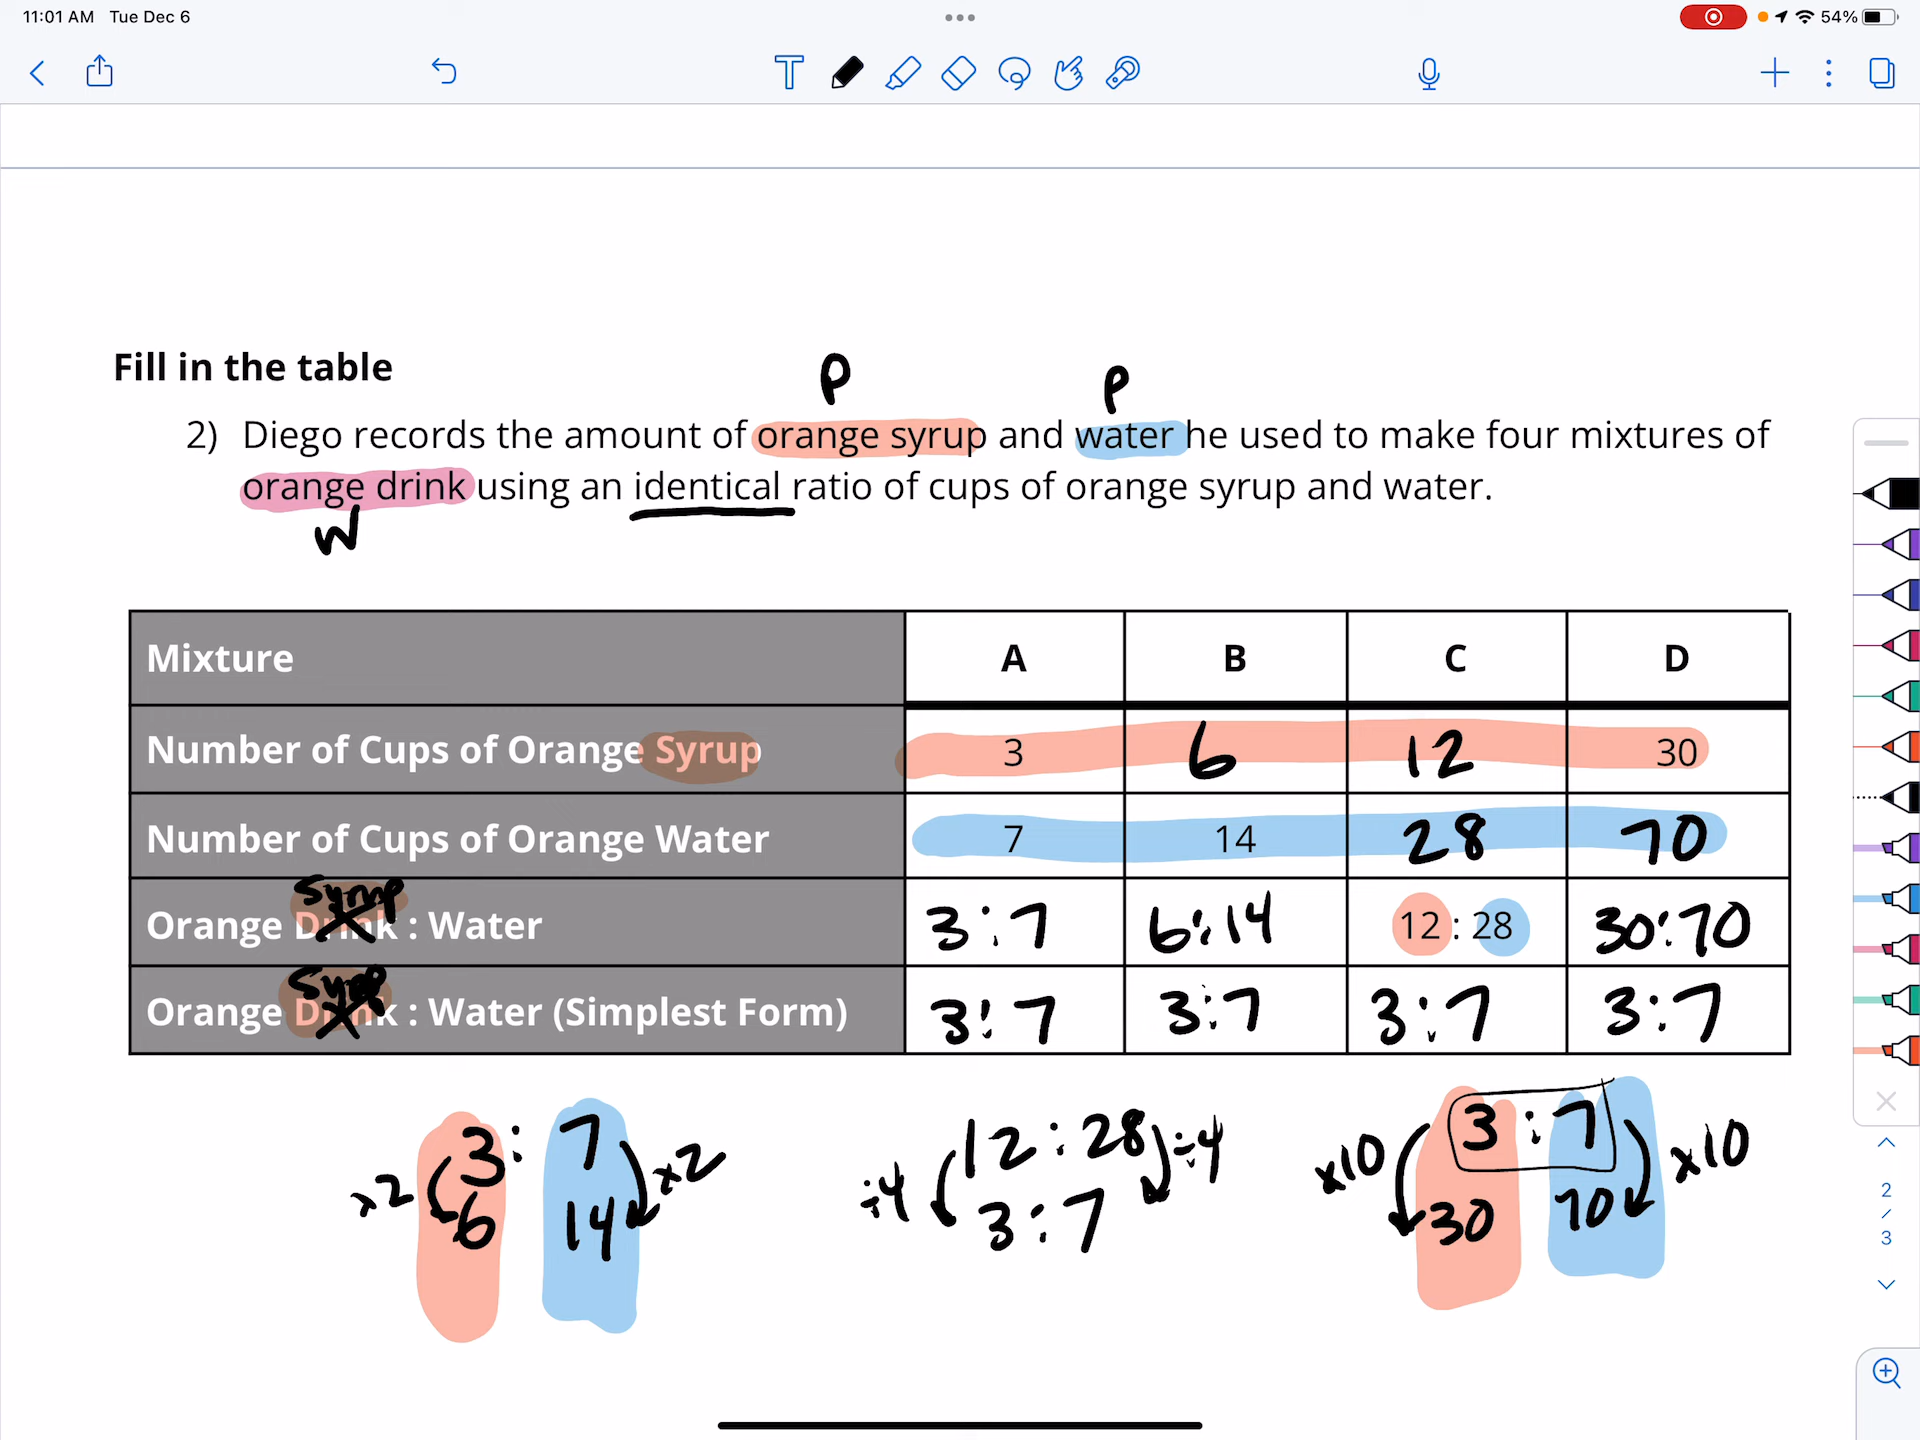 11:01 AM Tue Dec 6
54%
T
Fill in the table
P
P
2) Diego records the amount of orange syrup and water he used to make four mixtures of
orange drink using an identical ratio of cups of orange syrup and water.
W
Mixture A B C D
Number of Cups of Orange Syrup 3 6 12 30
Number of Cups of Orange Water 7 14 28 70
Syrup
Orange Drink : Water 3:7 6:14 12 : 28 30:70
Syrup
Orange Drink : Water (Simplest Form) 3:7 3:7 3:7 3:7
3: 7
x2 x2
6 14
12:28
÷4 ÷4
3:7
3:7
x10 x10
30 70
2
/
3